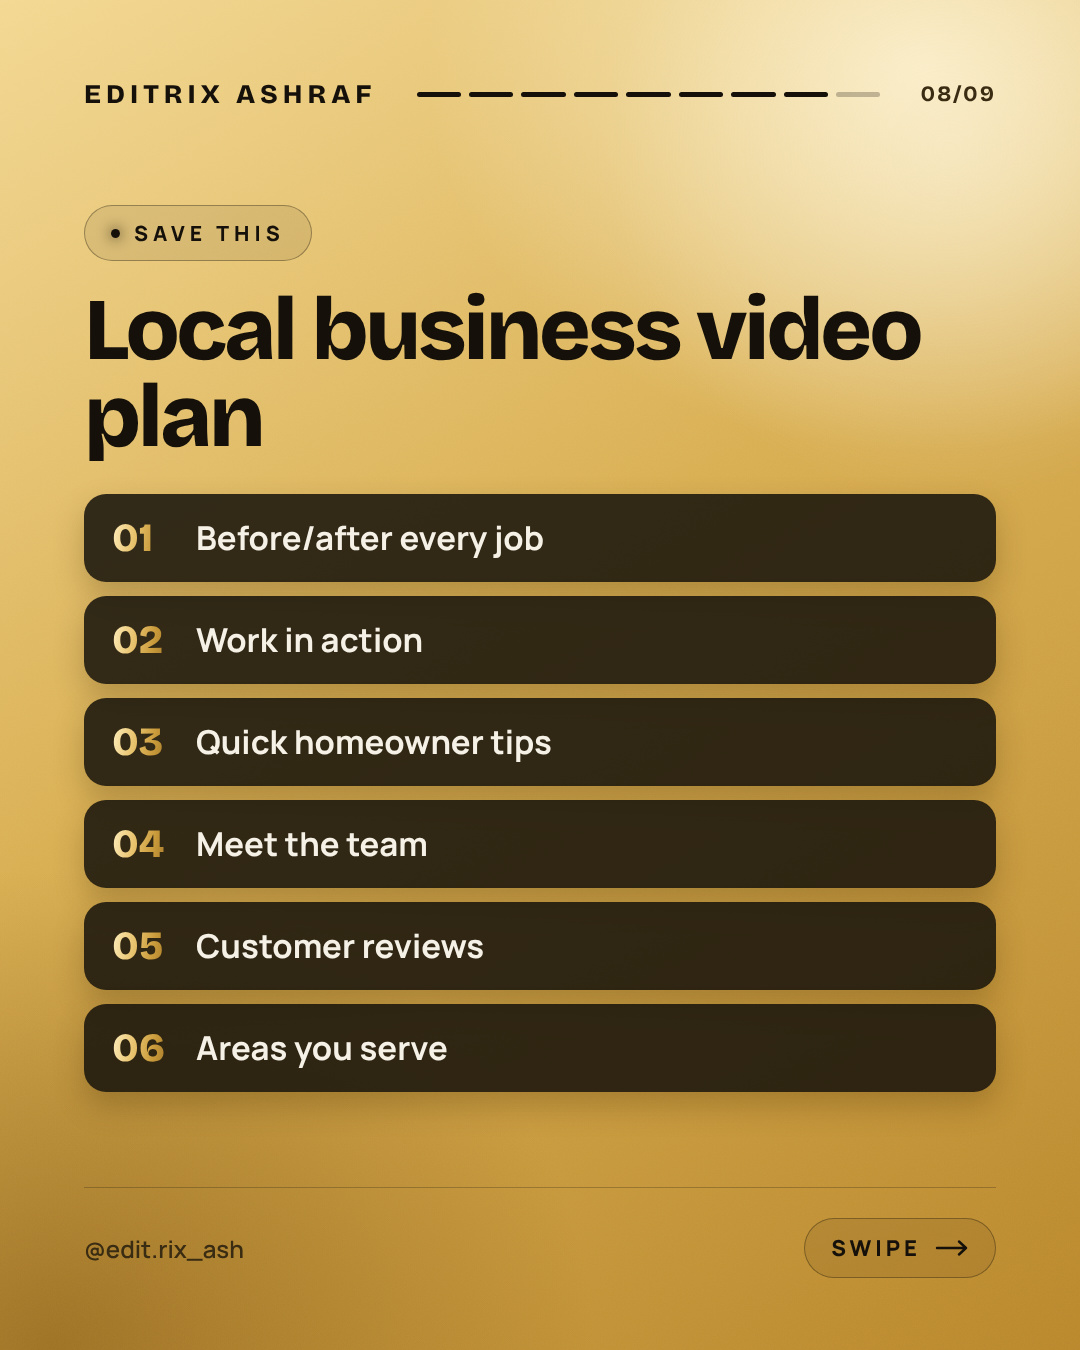 EDITRIX ASHRAF
08/09
SAVE THIS
Local business video
plan
01 Before/after every job
02 Work in action
03 Quick homeowner tips
04 Meet the team
05 Customer reviews
06 Areas you serve
@edit.rix_ash
SWIPE →